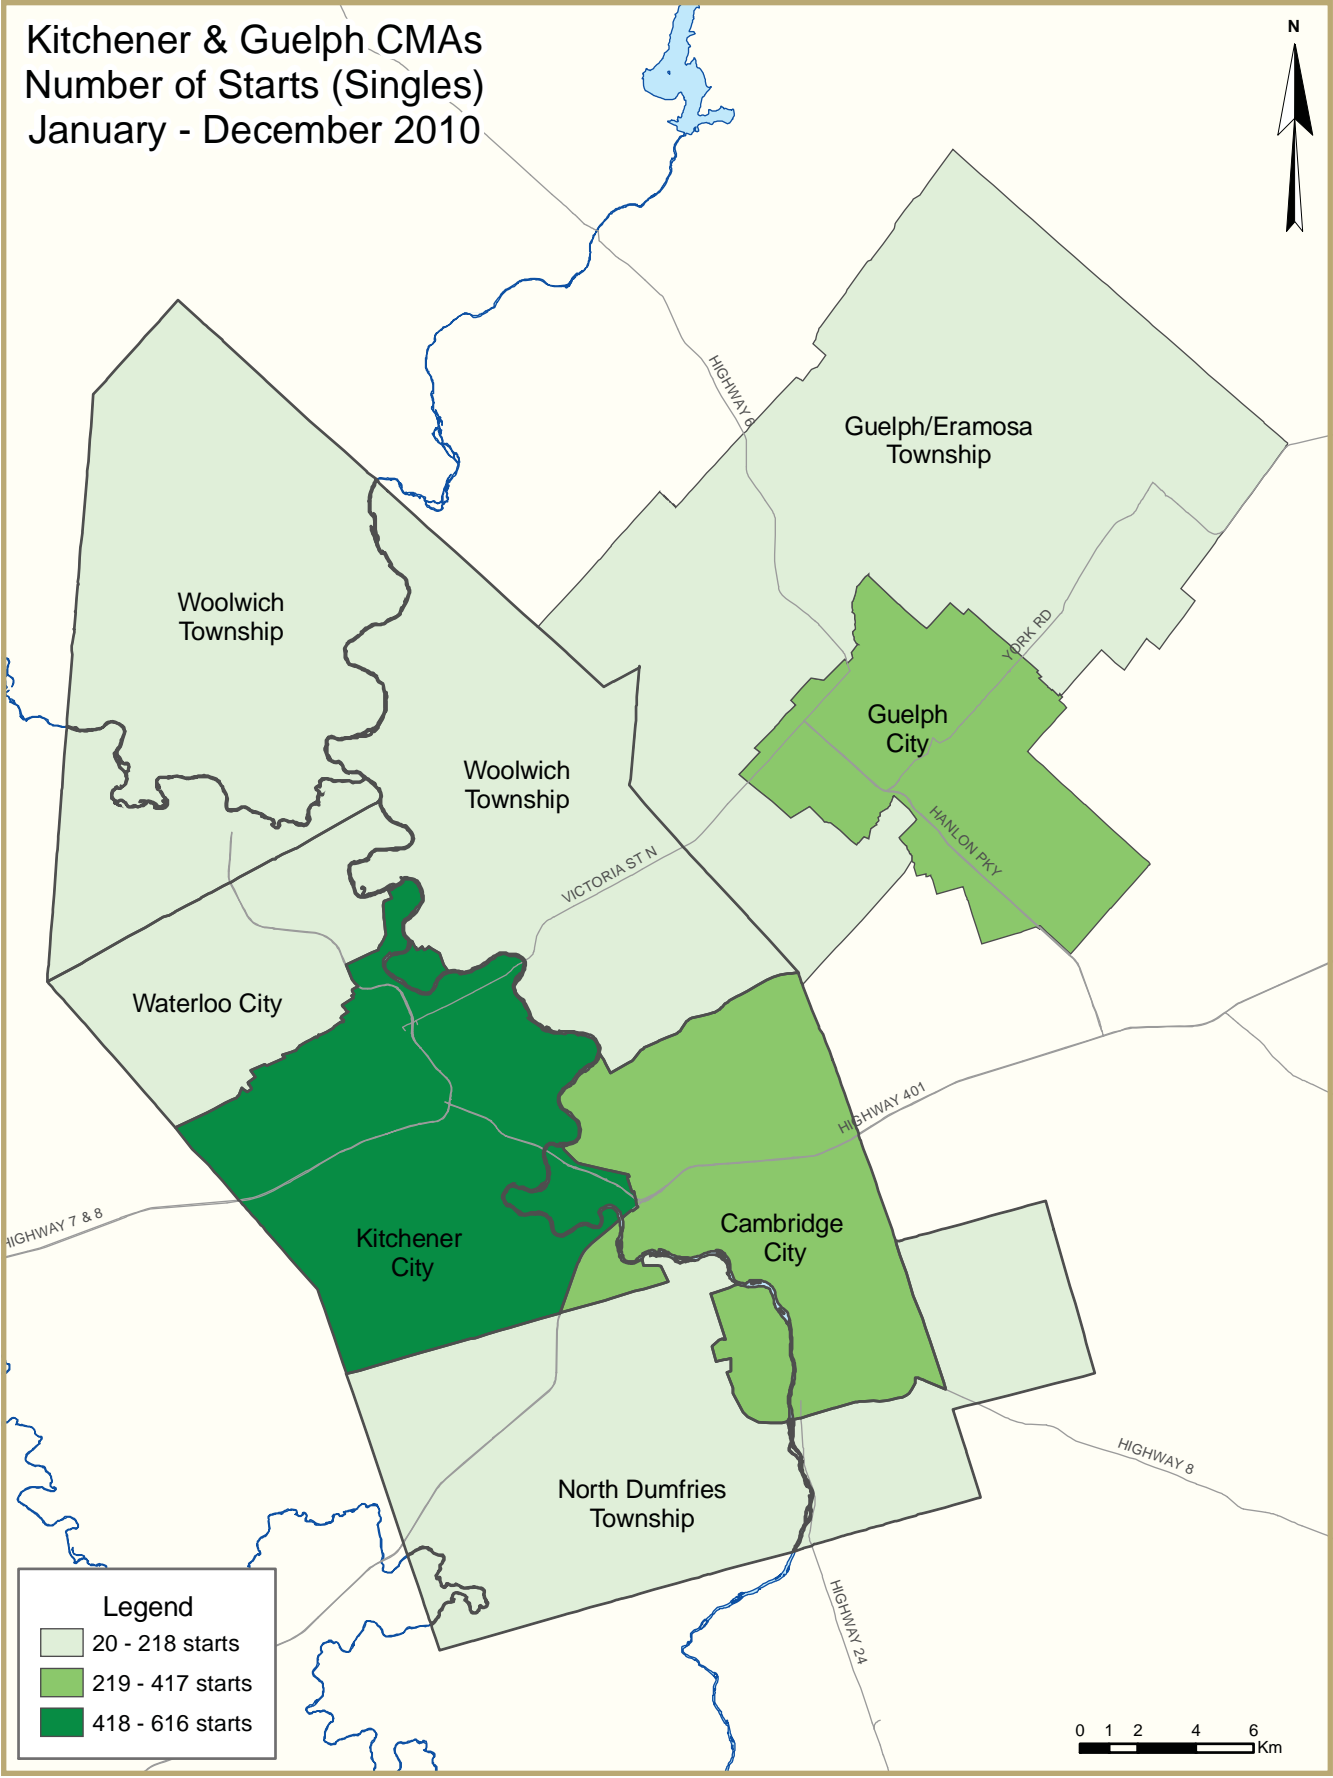 Kitchener & Guelph CMAs
Number of Starts (Singles)
January - December 2010
N
HIGHWAY 6
Guelph/Eramosa
Township
Woolwich
Township
YORK RD
Guelph
City
Woolwich
Township
HANLON PKY
VICTORIA ST N
Waterloo City
HIGHWAY 401
HIGHWAY 7 & 8
Kitchener
City
Cambridge
City
HIGHWAY 8
North Dumfries
Township
HIGHWAY 24
Legend
20 - 218 starts
219 - 417 starts
418 - 616 starts
0 1 2 4 6
Km